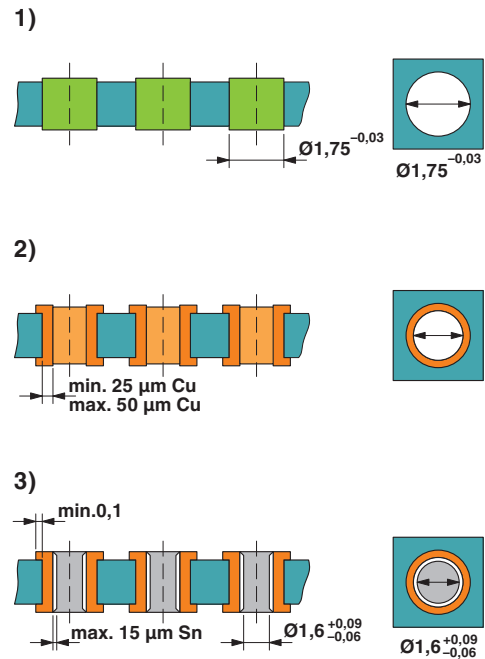 1)
Ø1,75 –0,03
Ø1,75 –0,03
2)
min. 25 µm Cu
max. 50 µm Cu
3)
min.0,1
max. 15 µm Sn
Ø1,6 +0,09 –0,06
Ø1,6 +0,09 –0,06